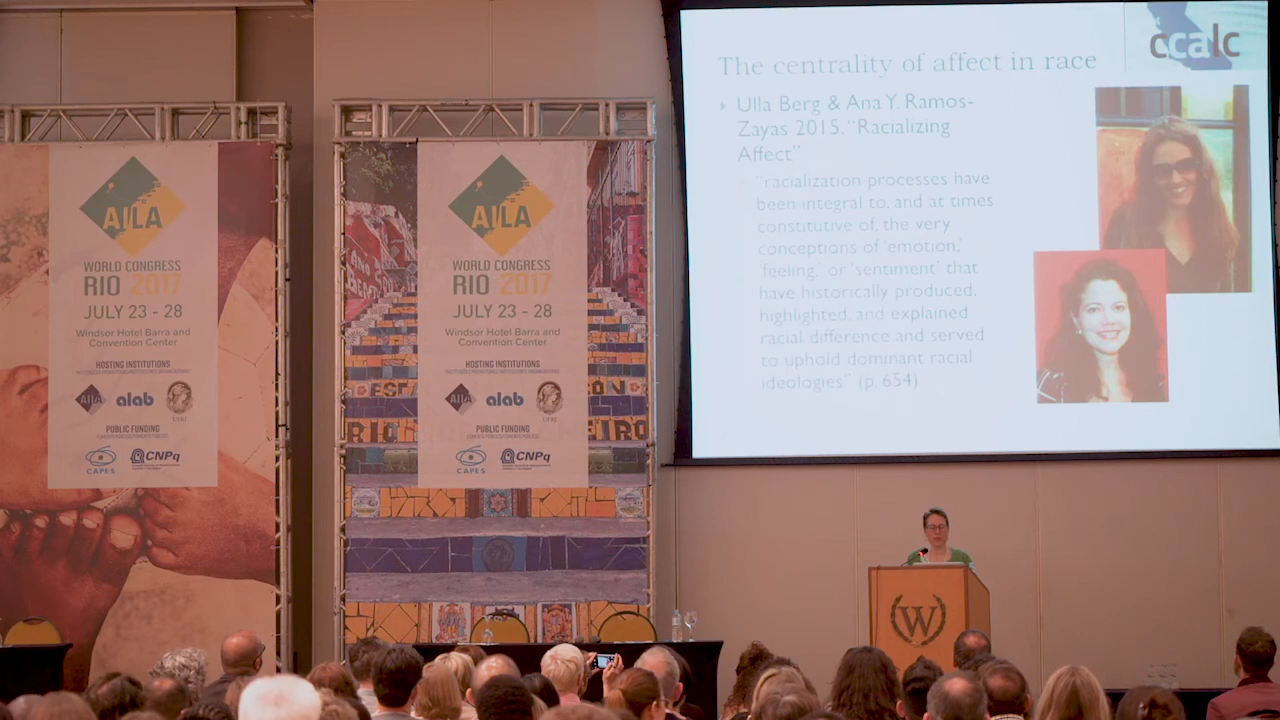 AILA
WORLD CONGRESS
RIO 2017
JULY 23 - 28
Windsor Hotel Barra and
Convention Center
HOSTING INSTITUTIONS
AILA
alab
UFRJ
PUBLIC FUNDING
CAPES
CNPq
AILA
WORLD CONGRESS
RIO 2017
JULY 23 - 28
Windsor Hotel Barra and
Convention Center
HOSTING INSTITUTIONS
AILA
alab
UFRJ
PUBLIC FUNDING
CAPES
CNPq
RIO
ccalc
The centrality of affect in race
Ulla Berg & Ana Y. Ramos-
Zayas 2015. “Racializing
Affect”
“racialization processes have
been integral to, and at times
constitutive of, the very
conceptions of ‘emotion,’
‘feeling,’ or ‘sentiment’ that
have historically produced,
highlighted, and explained
racial difference and served
to uphold dominant racial
ideologies” (p. 654)
W